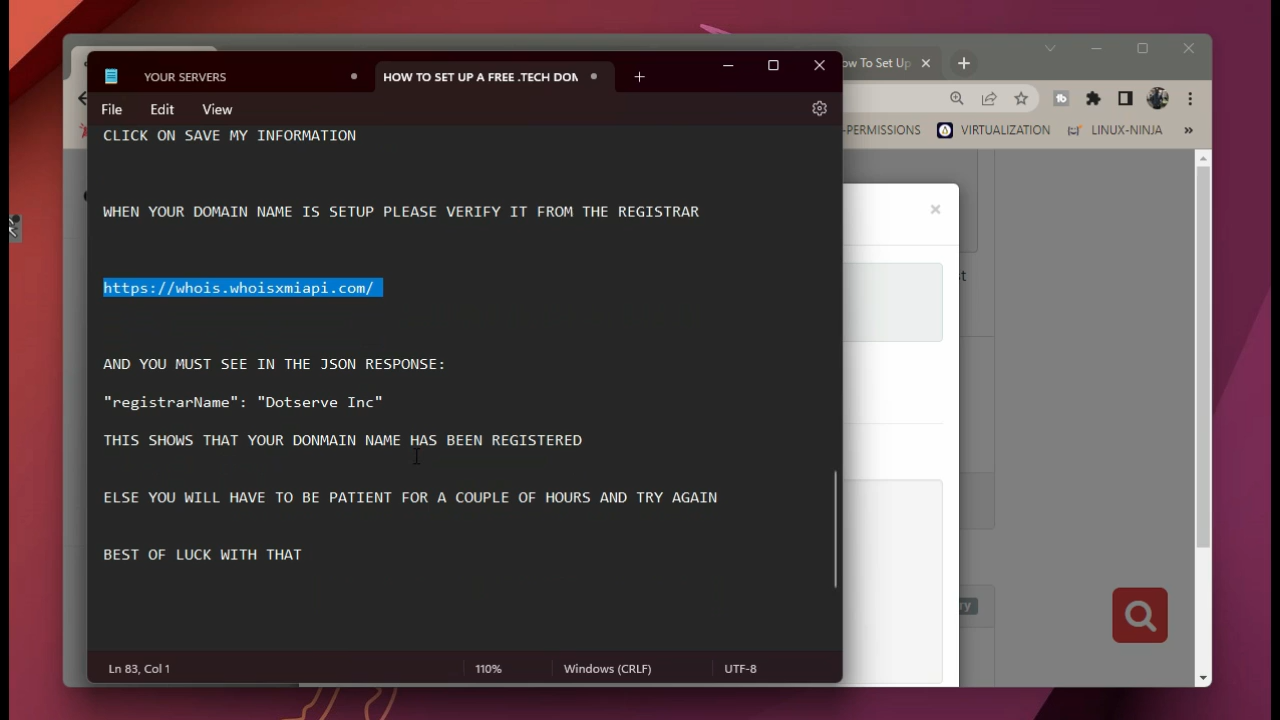 YOUR SERVERS
HOW TO SET UP A FREE .TECH DOM
ow To Set Up
File Edit View
-PERMISSIONS
VIRTUALIZATION
LINUX-NINJA
CLICK ON SAVE MY INFORMATION
WHEN YOUR DOMAIN NAME IS SETUP PLEASE VERIFY IT FROM THE REGISTRAR
https://whois.whoisxmiapi.com/
AND YOU MUST SEE IN THE JSON RESPONSE:
"registrarName": "Dotserve Inc"
THIS SHOWS THAT YOUR DONMAIN NAME HAS BEEN REGISTERED
ELSE YOU WILL HAVE TO BE PATIENT FOR A COUPLE OF HOURS AND TRY AGAIN
BEST OF LUCK WITH THAT
Ln 83, Col 1 110% Windows (CRLF) UTF-8